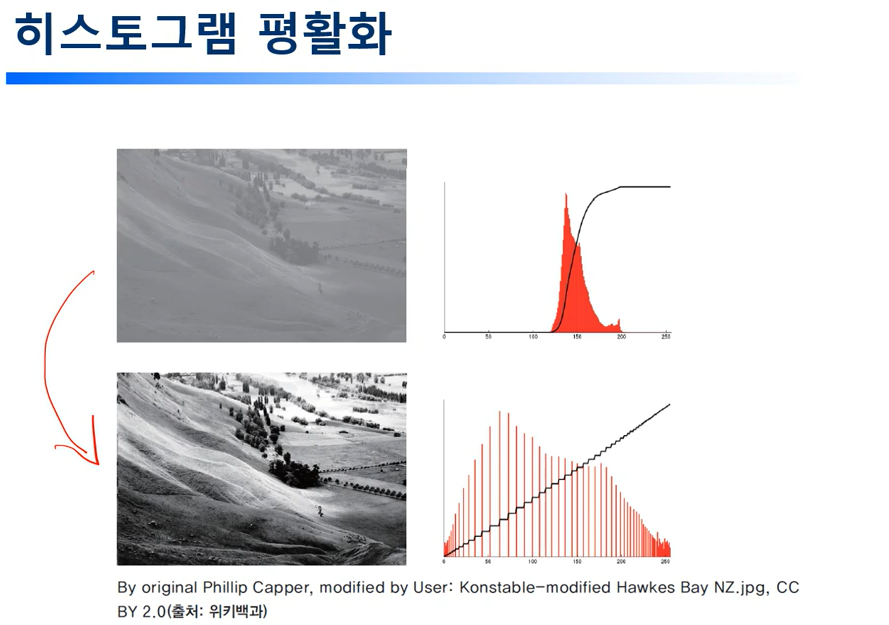 히스토그램 평활화
0 50 100 150 200 250
0 50 100 150 200 250
By original Phillip Capper, modified by User: Konstable-modified Hawkes Bay NZ.jpg, CC
BY 2.0(출처: 위키백과)